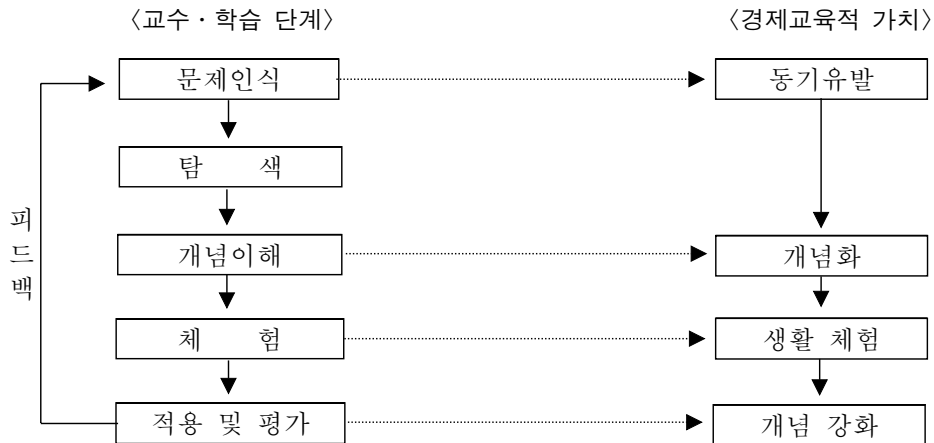 〈교수·학습 단계〉 〈경제교육적 가치〉
문제인식 동기유발
탐 색
피드백
개념이해 개념화
체 험 생활 체험
적용 및 평가 개념 강화